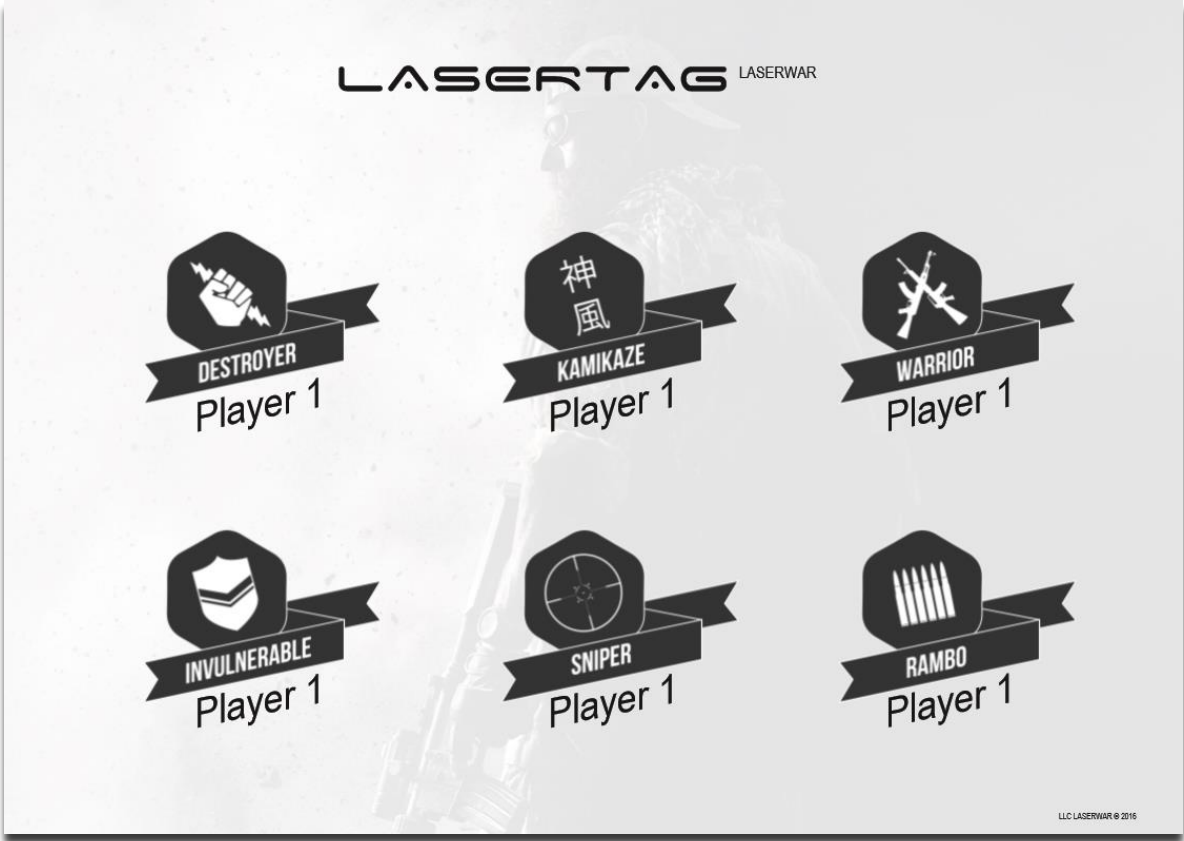 LASERTAG LASERWAR
神
風
DESTROYER
Player 1
KAMIKAZE
Player 1
WARRIOR
Player 1
INVULNERABLE
Player 1
SNIPER
Player 1
RAMBO
Player 1
LLC LASERWAR © 2016